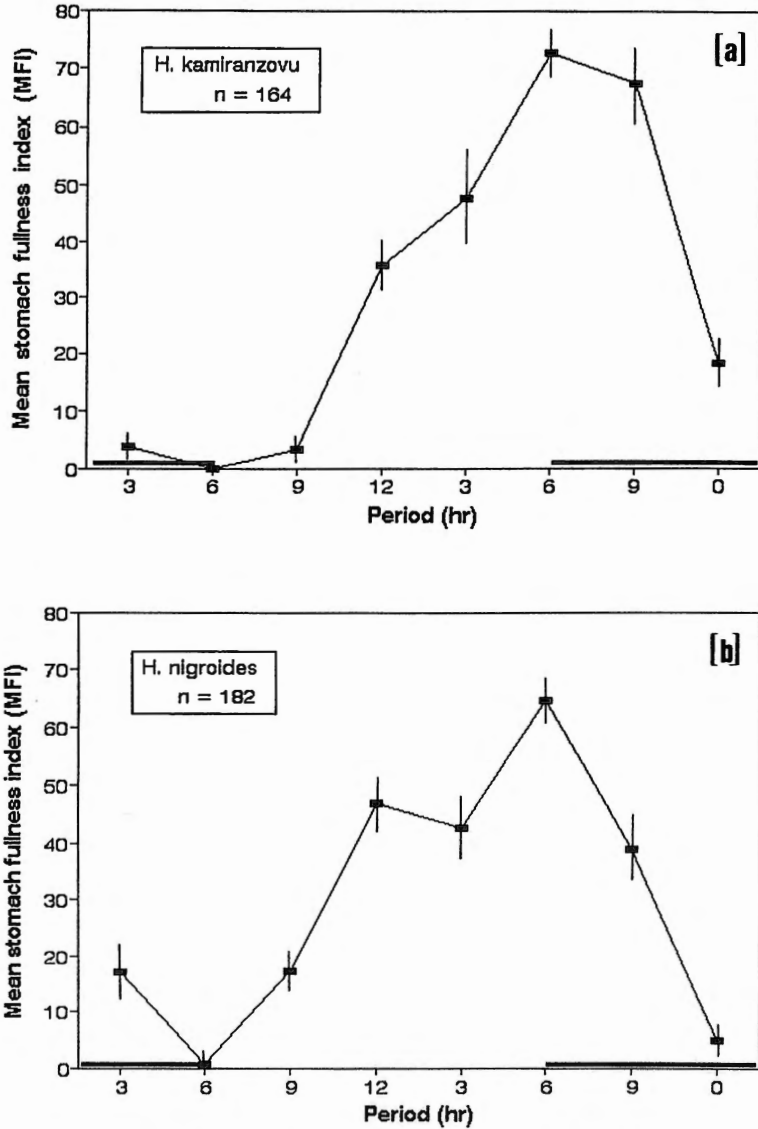 80
70
60
50
40
30
20
10
0
Mean stomach fullness index (MFI)
H. kamiranzovu
n = 164
[a]
3 6 9 12 3 6 9 0
Period (hr)
80
70
60
50
40
30
20
10
0
Mean stomach fullness index (MFI)
H. nigroides
n = 182
[b]
3 6 9 12 3 6 9 0
Period (hr)